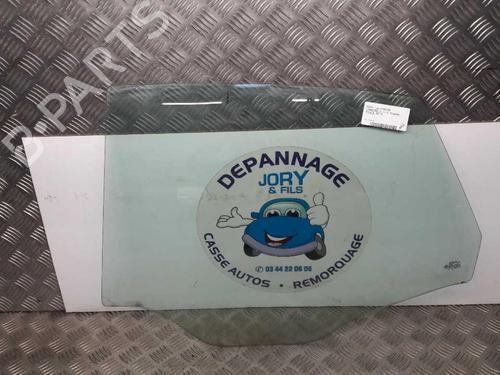 B-PARTS
DEPANNAGE
JORY
& FILS
03 44 22 06 06
CASSE AUTOS • REMORQUAGE